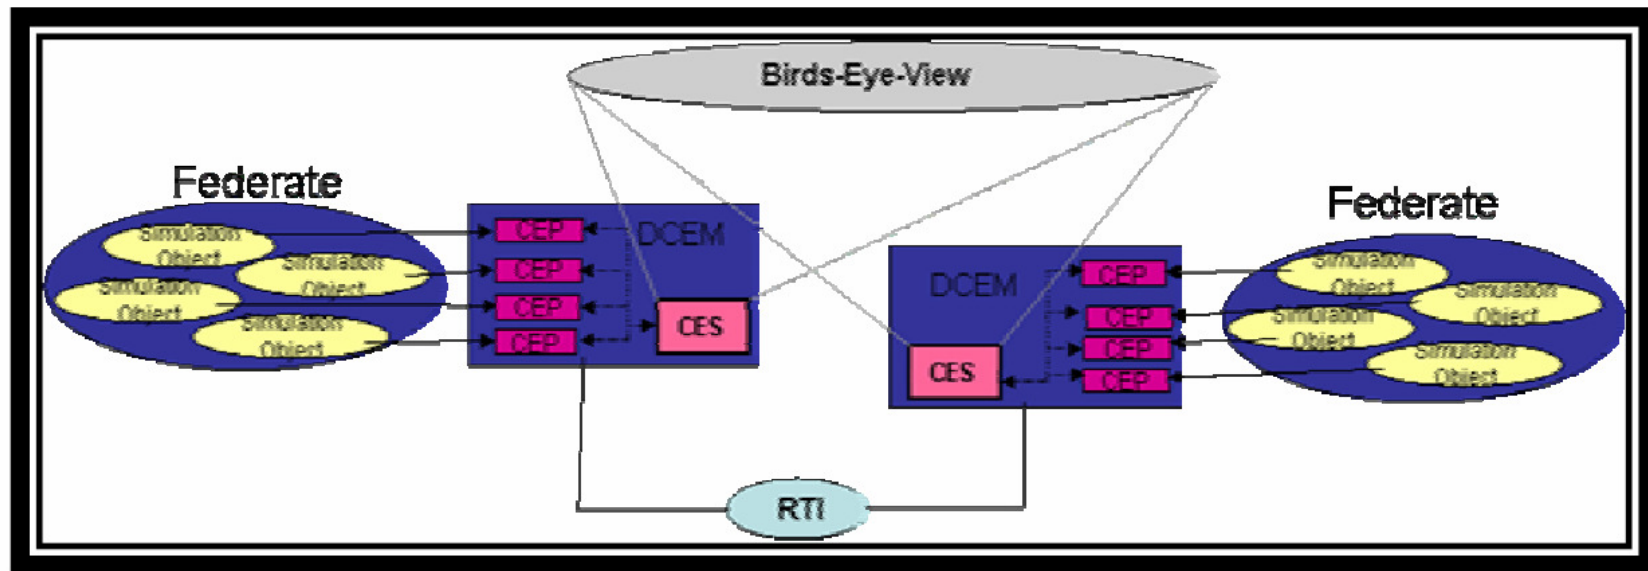 Birds-Eye-View
Federate
Simulation
Object
Simulation
Object
Simulation
Object
Simulation
Object
CEP
CEP
CEP
CEP
DCEM
CES
Federate
DCEM
CEP
CEP
CEP
CEP
CES
Simulation
Object
Simulation
Object
Simulation
Object
Simulation
Object
RTI